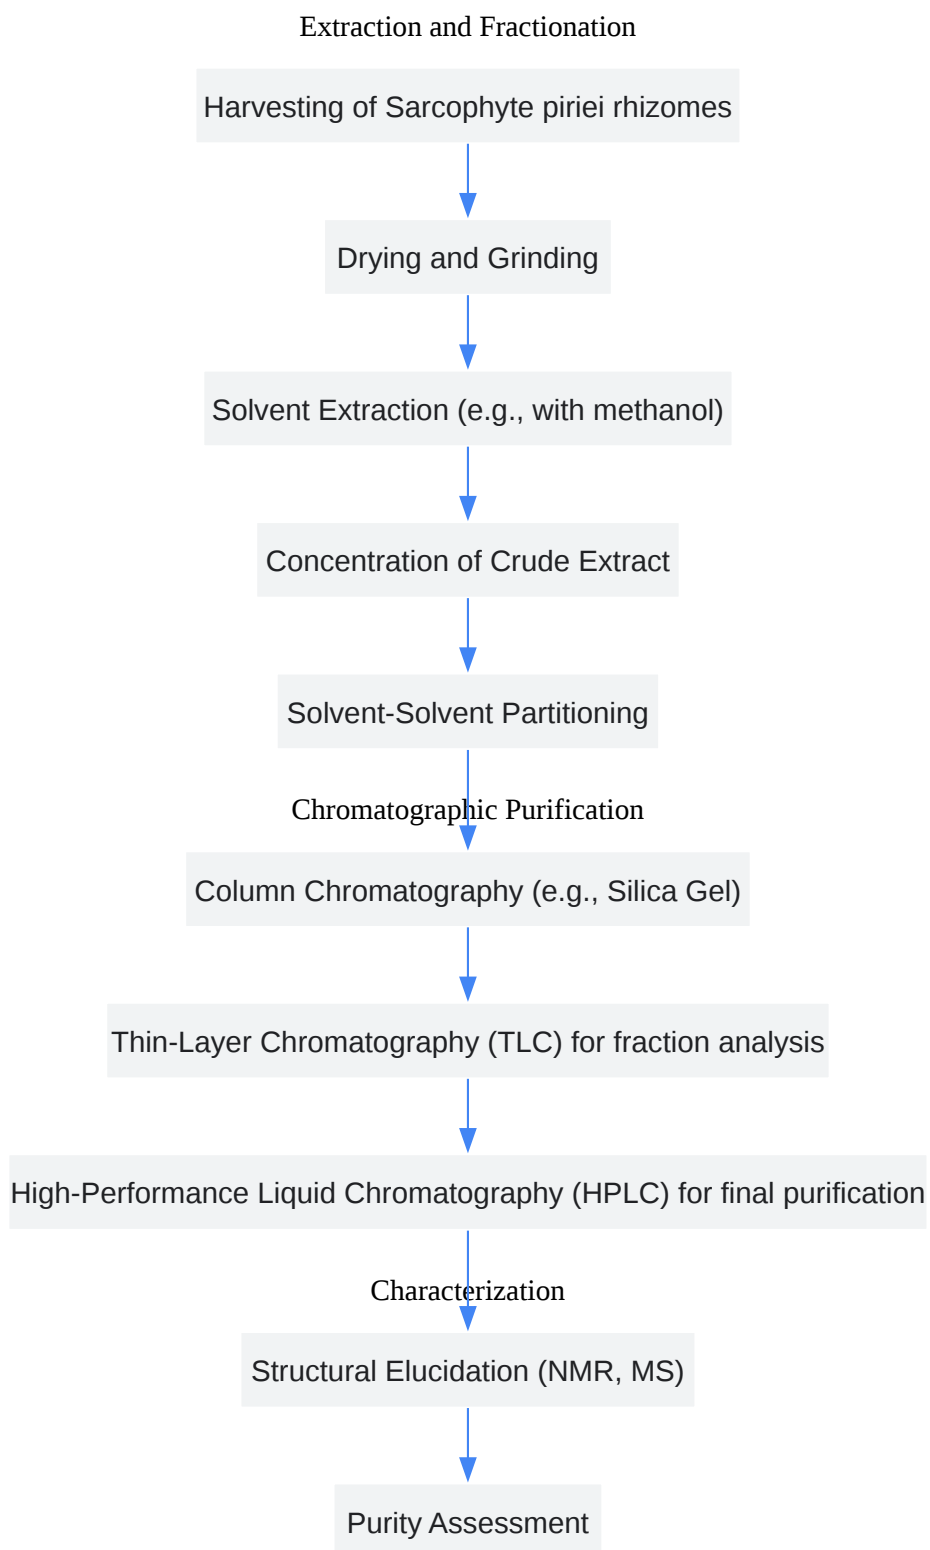 Extraction and Fractionation
Harvesting of Sarcophyte piriei rhizomes
Drying and Grinding
Solvent Extraction (e.g., with methanol)
Concentration of Crude Extract
Solvent-Solvent Partitioning
Chromatographic Purification
Column Chromatography (e.g., Silica Gel)
Thin-Layer Chromatography (TLC) for fraction analysis
High-Performance Liquid Chromatography (HPLC) for final purification
Characterization
Structural Elucidation (NMR, MS)
Purity Assessment